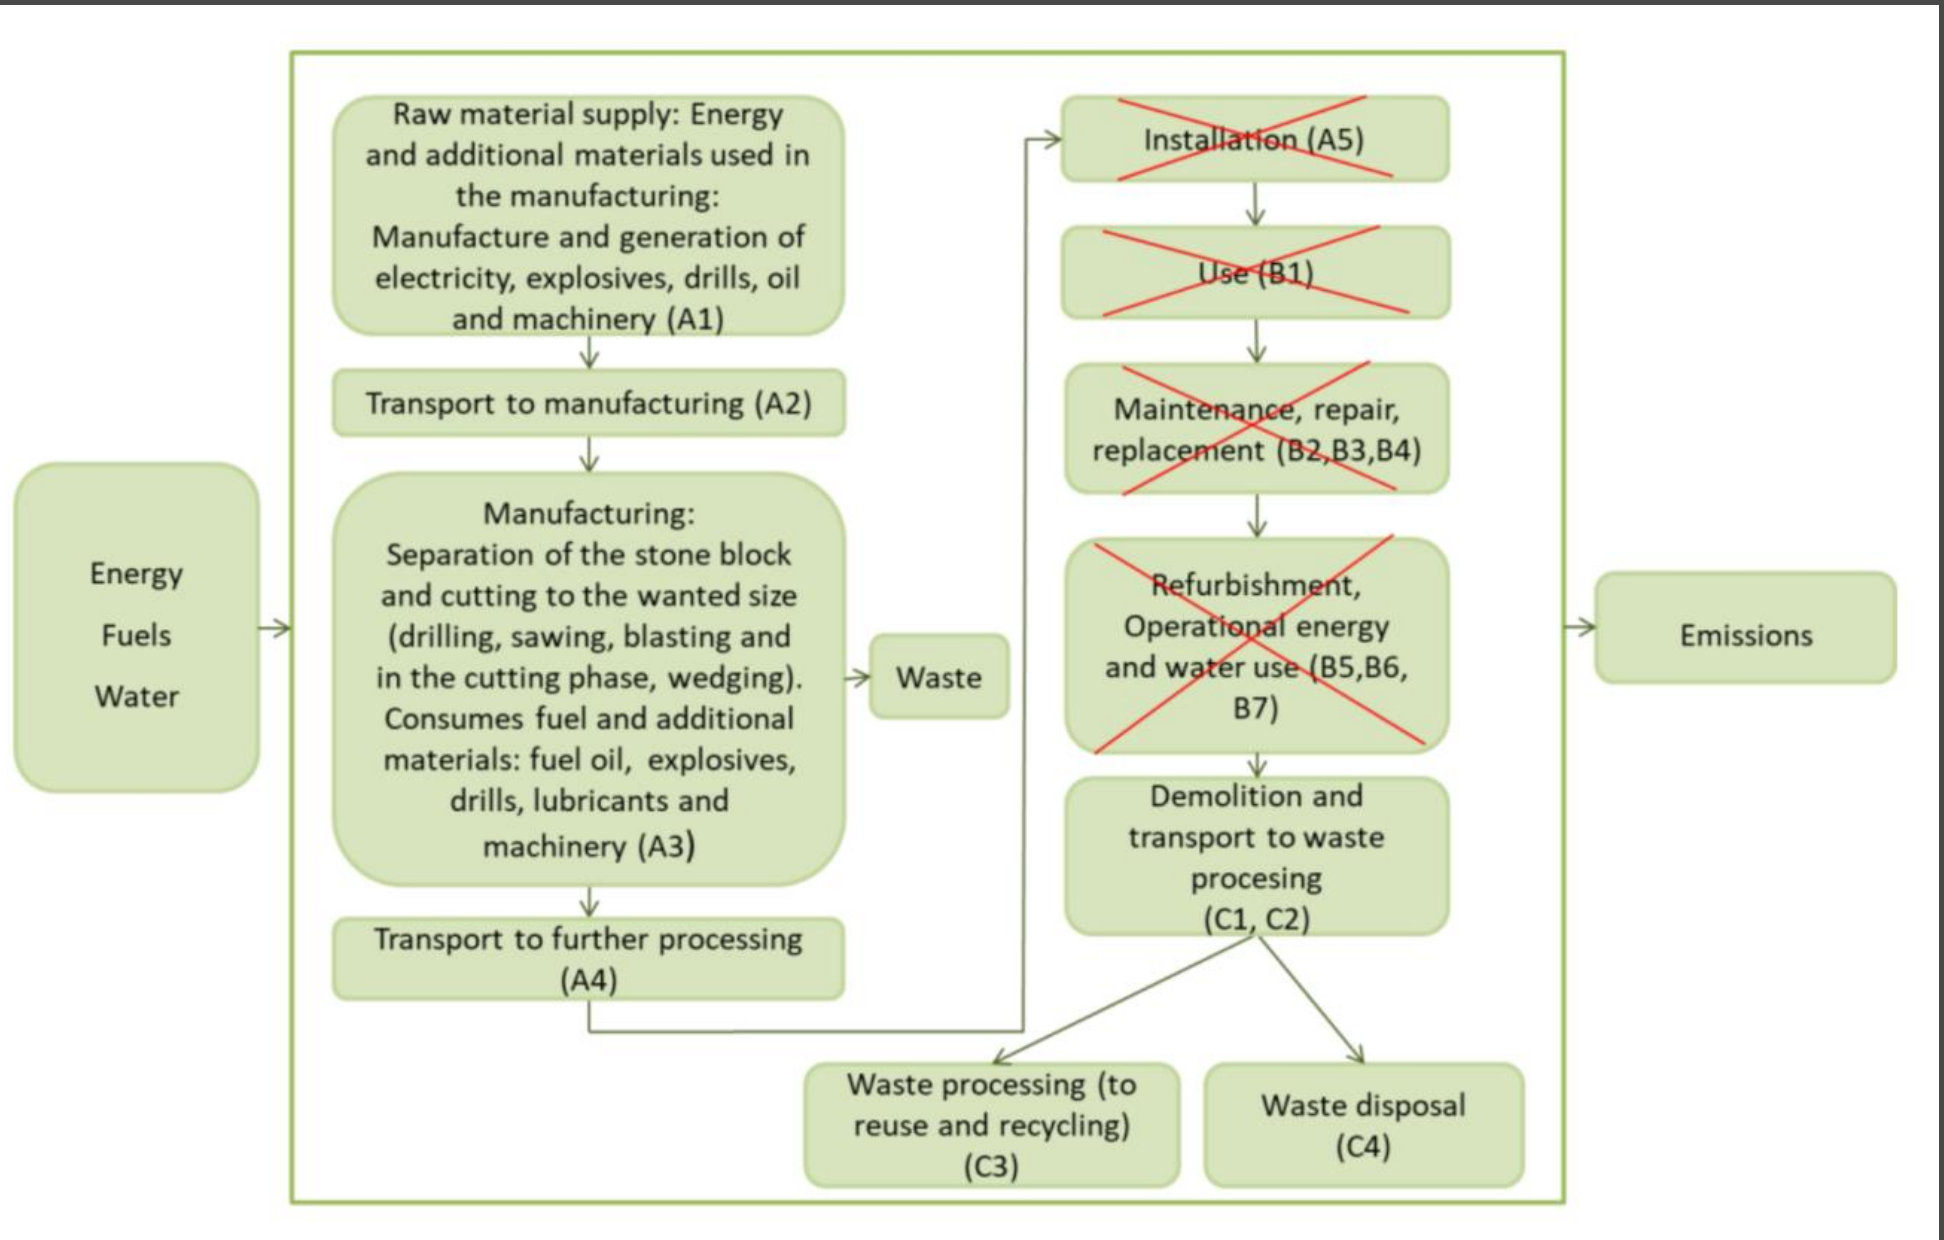 Energy
Fuels
Water
Raw material supply: Energy
and additional materials used in
the manufacturing:
Manufacture and generation of
electricity, explosives, drills, oil
and machinery (A1)
Transport to manufacturing (A2)
Manufacturing:
Separation of the stone block
and cutting to the wanted size
(drilling, sawing, blasting and
in the cutting phase, wedging).
Consumes fuel and additional
materials: fuel oil, explosives,
drills, lubricants and
machinery (A3)
Waste
Transport to further processing
(A4)
Installation (A5)
Use (B1)
Maintenance, repair,
replacement (B2,B3,B4)
Refurbishment,
Operational energy
and water use (B5,B6,
B7)
Demolition and
transport to waste
procesing
(C1, C2)
Waste processing (to
reuse and recycling)
(C3)
Waste disposal
(C4)
Emissions